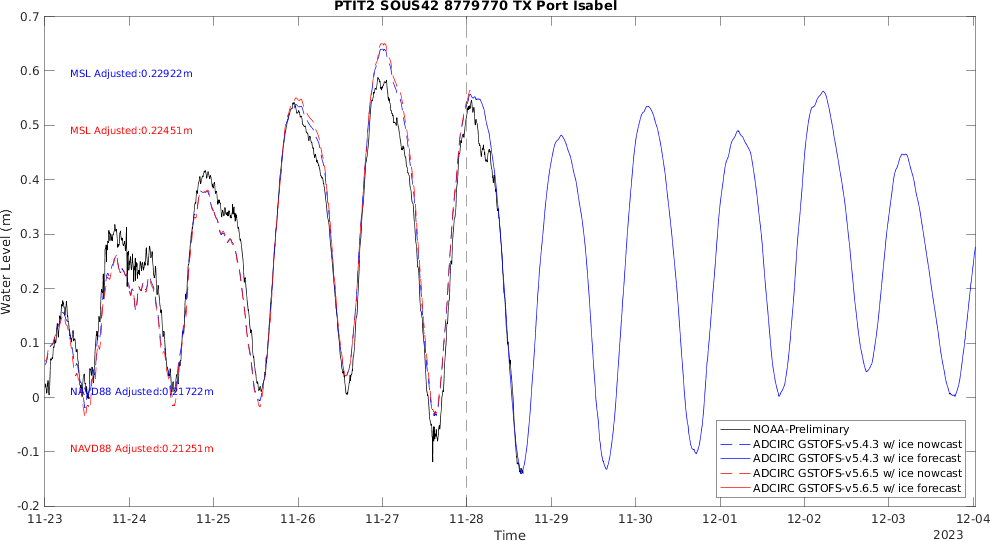 PTIT2 SOUS42 8779770 TX Port Isabel
0.7
0.6
0.5
0.4
0.3
0.2
0.1
0
-0.1
-0.2
Water Level (m)
MSL Adjusted:0.22922m
MSL Adjusted:0.22451m
NAVD88 Adjusted:0.21722m
NAVD88 Adjusted:0.21251m
NOAA-Preliminary
ADCIRC GSTOFS-v5.4.3 w/ ice nowcast
ADCIRC GSTOFS-v5.4.3 w/ ice forecast
ADCIRC GSTOFS-v5.6.5 w/ ice nowcast
ADCIRC GSTOFS-v5.6.5 w/ ice forecast
11-23 11-24 11-25 11-26 11-27 11-28 11-29 11-30 12-01 12-02 12-03 12-04
Time
2023